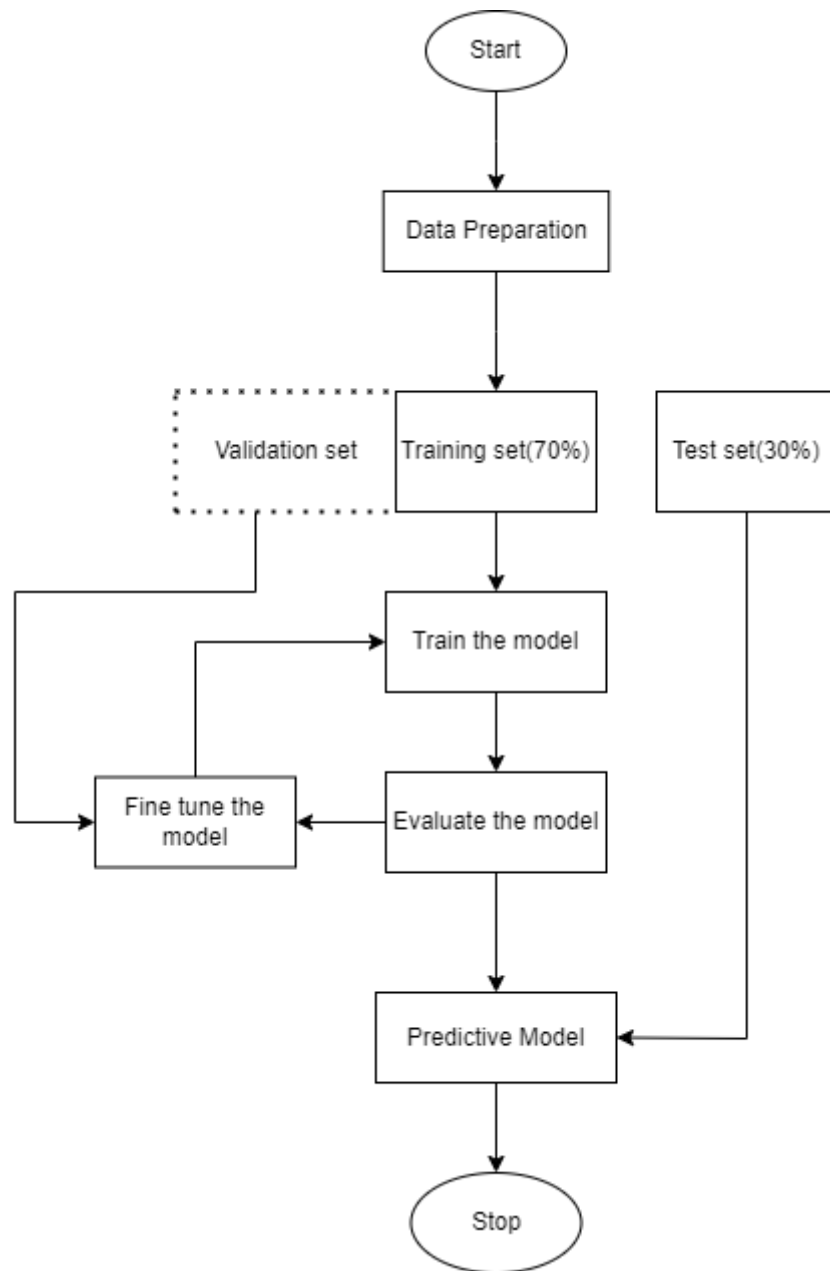 Start
Data Preparation
Validation set
Training set(70%)
Test set(30%)
Train the model
Fine tune the
model
Evaluate the model
Predictive Model
Stop